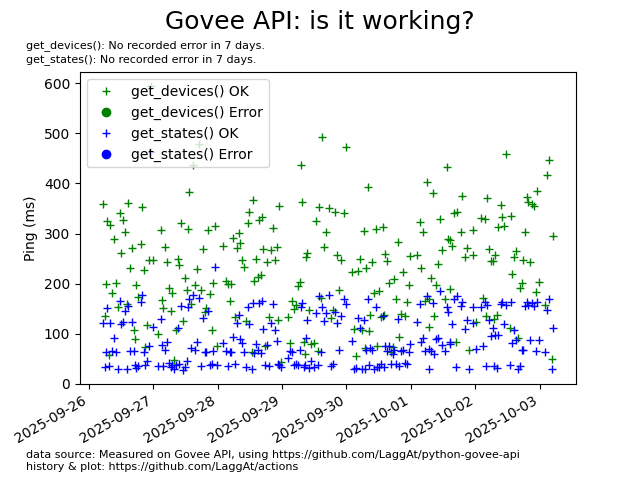 Govee API: is it working?
get_devices(): No recorded error in 7 days.
get_states(): No recorded error in 7 days.
get_devices() OK
get_devices() Error
get_states() OK
get_states() Error
Ping (ms)
600
500
400
300
200
100
0
2025-09-26
2025-09-27
2025-09-28
2025-09-29
2025-09-30
2025-10-01
2025-10-02
2025-10-03
data source: Measured on Govee API, using https://github.com/LaggAt/python-govee-api
history & plot: https://github.com/LaggAt/actions